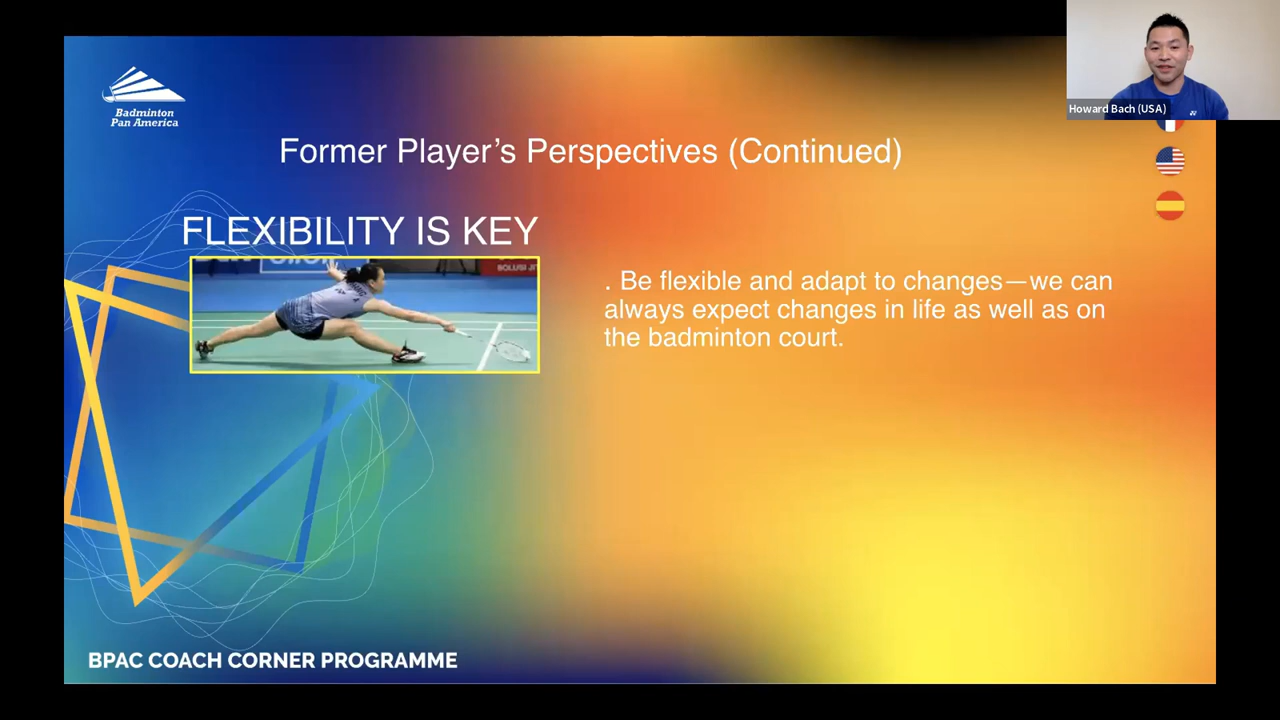 Howard Bach (USA)
Badminton
Pan America
Former Player’s Perspectives (Continued)
FLEXIBILITY IS KEY
. Be flexible and adapt to changes—we can
always expect changes in life as well as on
the badminton court.
BPAC COACH CORNER PROGRAMME